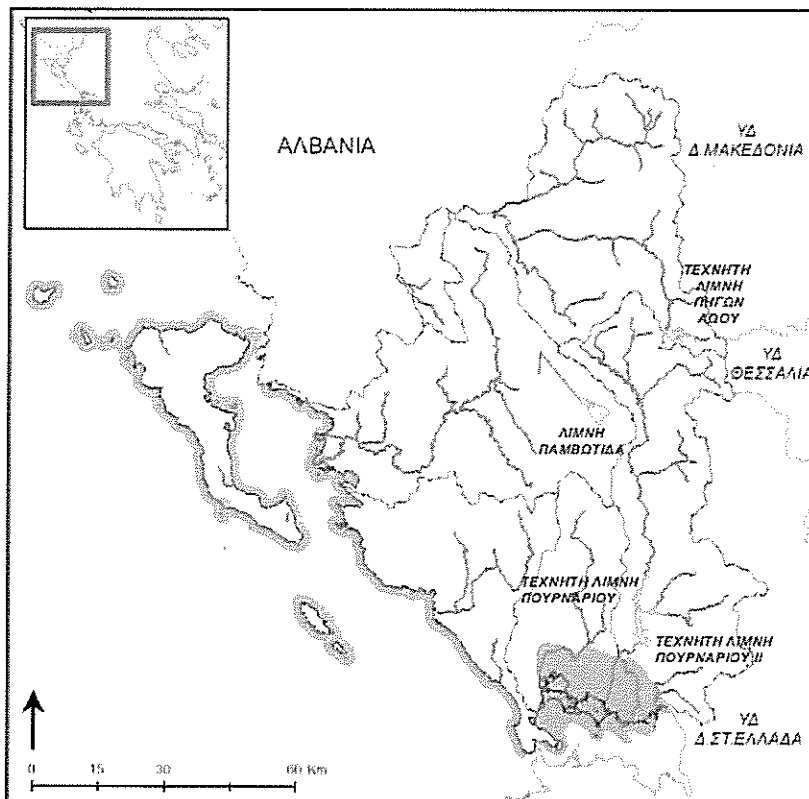 ΑΛΒΑΝΙΑ
ΥΔ
Δ.ΜΑΚΕΔΟΝΙΑ
ΤΕΧΝΗΤΗ
ΛΙΜΝΗ
ΠΗΓΩΝ
ΑΩΟΥ
ΥΔ
ΘΕΣΣΑΛΙΑ
ΛΙΜΝΗ
ΠΑΜΒΩΤΙΔΑ
ΤΕΧΝΗΤΗ ΛΙΜΝΗ
ΠΟΥΡΝΑΡΙΟΥ
ΤΕΧΝΗΤΗ ΛΙΜΝΗ
ΠΟΥΡΝΑΡΙΟΥ ΙΙ
ΥΔ
Δ.ΣΤ.ΕΛΛΑΔΑ
0 15 30 60 Km